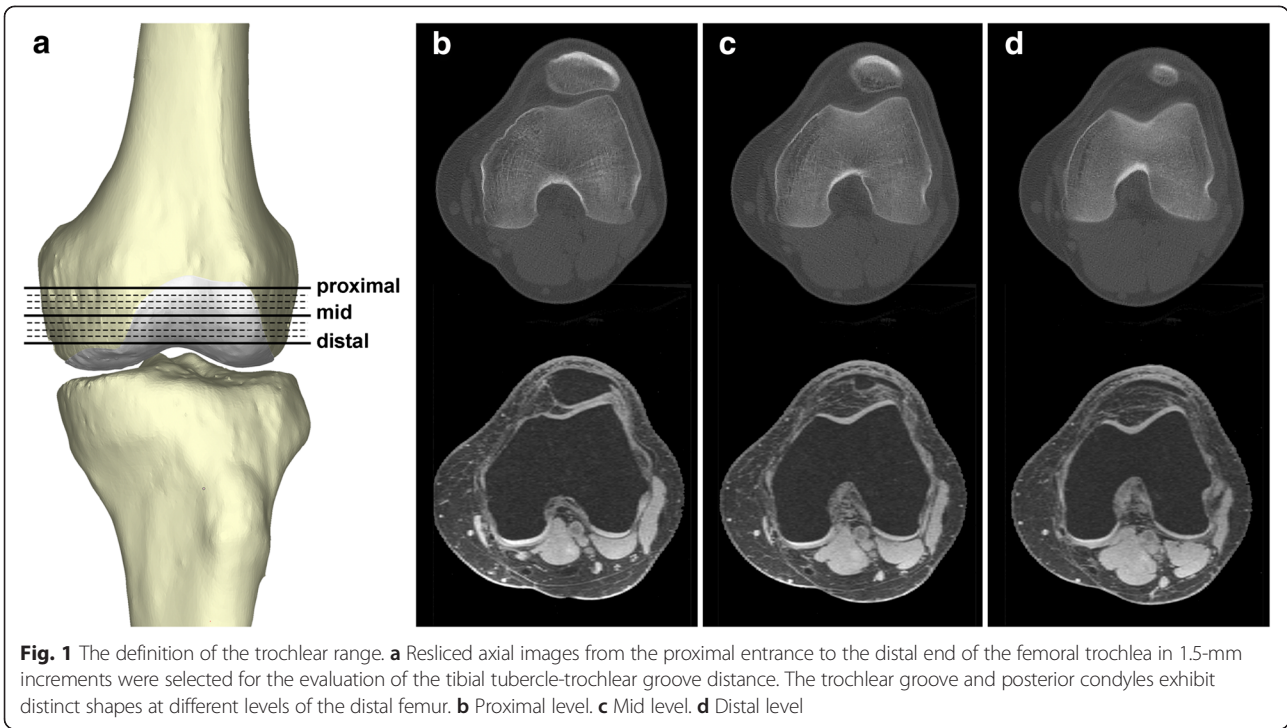 a
b
c
d
proximal
mid
distal
Fig. 1 The definition of the trochlear range. a Resliced axial images from the proximal entrance to the distal end of the femoral trochlea in 1.5-mm
increments were selected for the evaluation of the tibial tubercle-trochlear groove distance. The trochlear groove and posterior condyles exhibit
distinct shapes at different levels of the distal femur. b Proximal level. c Mid level. d Distal level